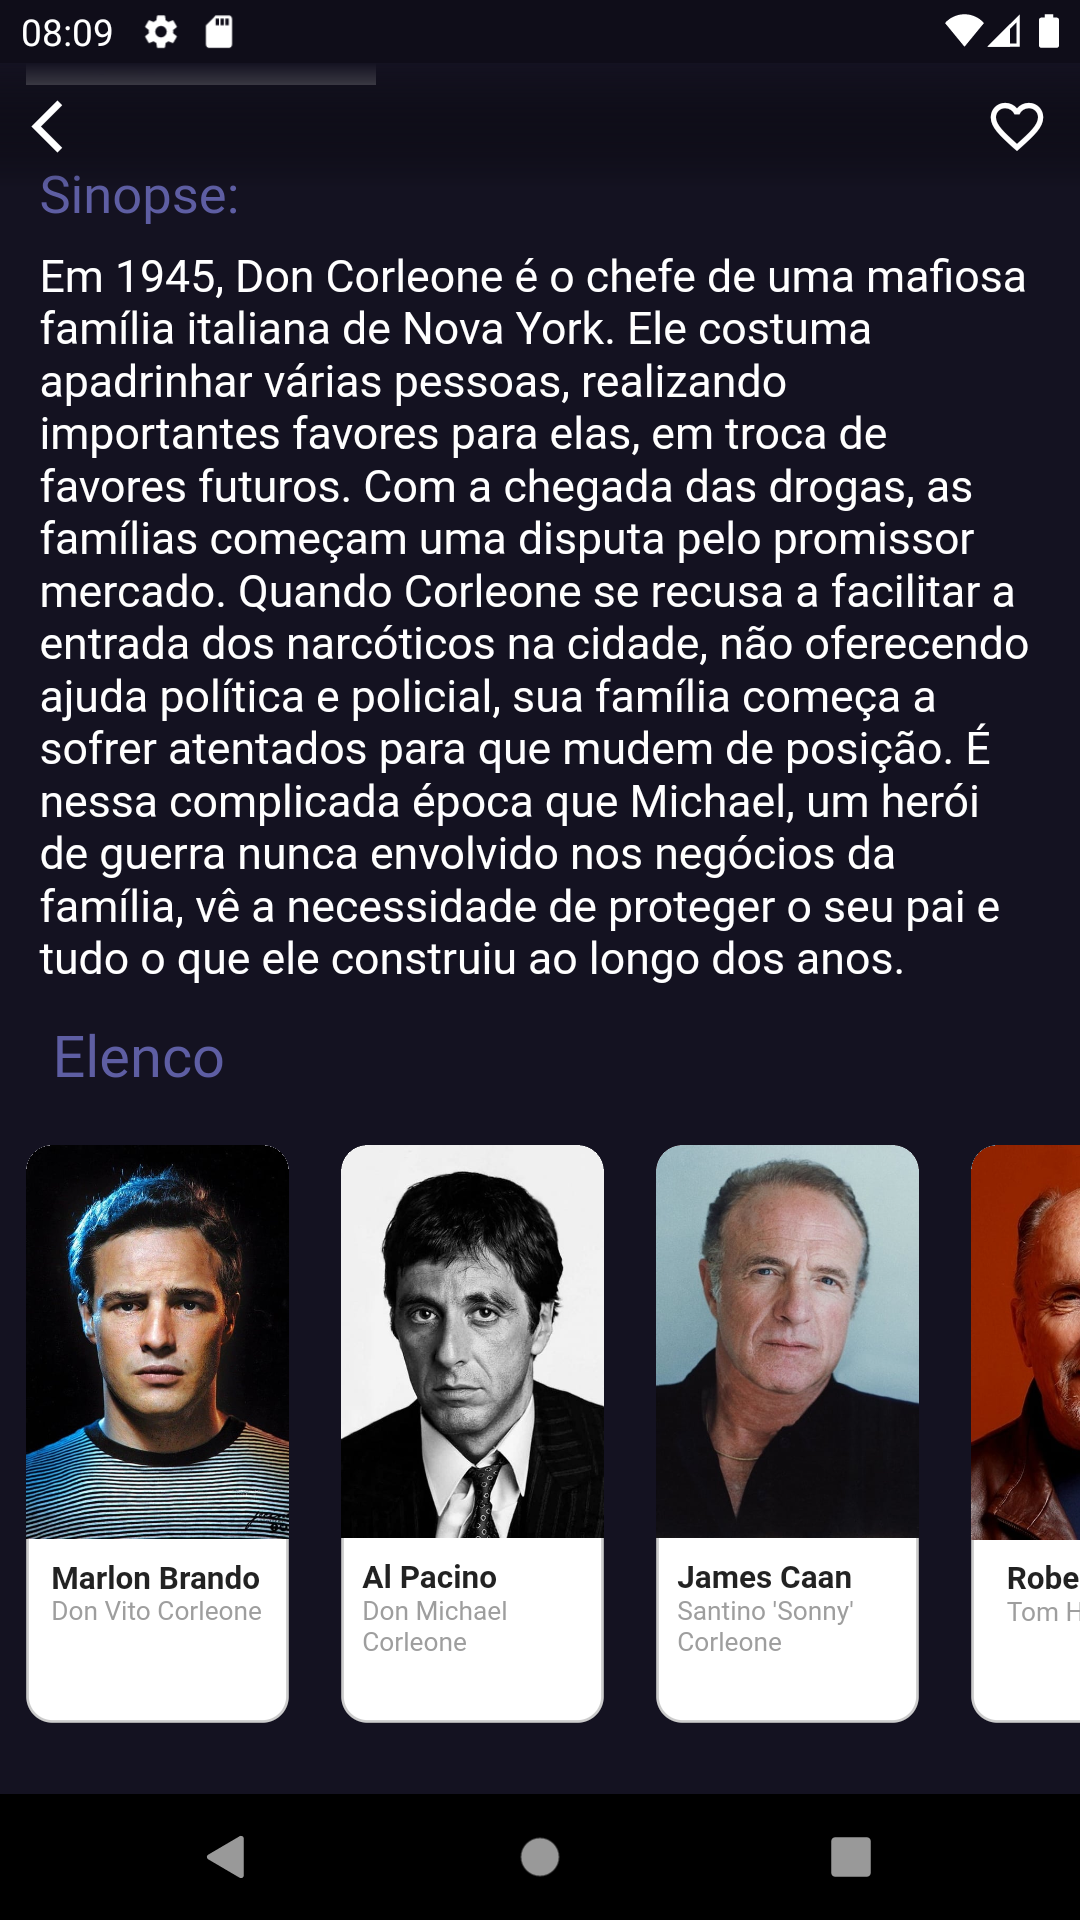 08:09
Sinopse:
Em 1945, Don Corleone é o chefe de uma mafiosa
família italiana de Nova York. Ele costuma
apadrinhar várias pessoas, realizando
importantes favores para elas, em troca de
favores futuros. Com a chegada das drogas, as
famílias começam uma disputa pelo promissor
mercado. Quando Corleone se recusa a facilitar a
entrada dos narcóticos na cidade, não oferecendo
ajuda política e policial, sua família começa a
sofrer atentados para que mudem de posição. É
nessa complicada época que Michael, um herói
de guerra nunca envolvido nos negócios da
família, vê a necessidade de proteger o seu pai e
tudo o que ele construiu ao longo dos anos.
Elenco
Marlon Brando
Don Vito Corleone
Al Pacino
Don Michael
Corleone
James Caan
Santino 'Sonny'
Corleone
Robe
Tom H